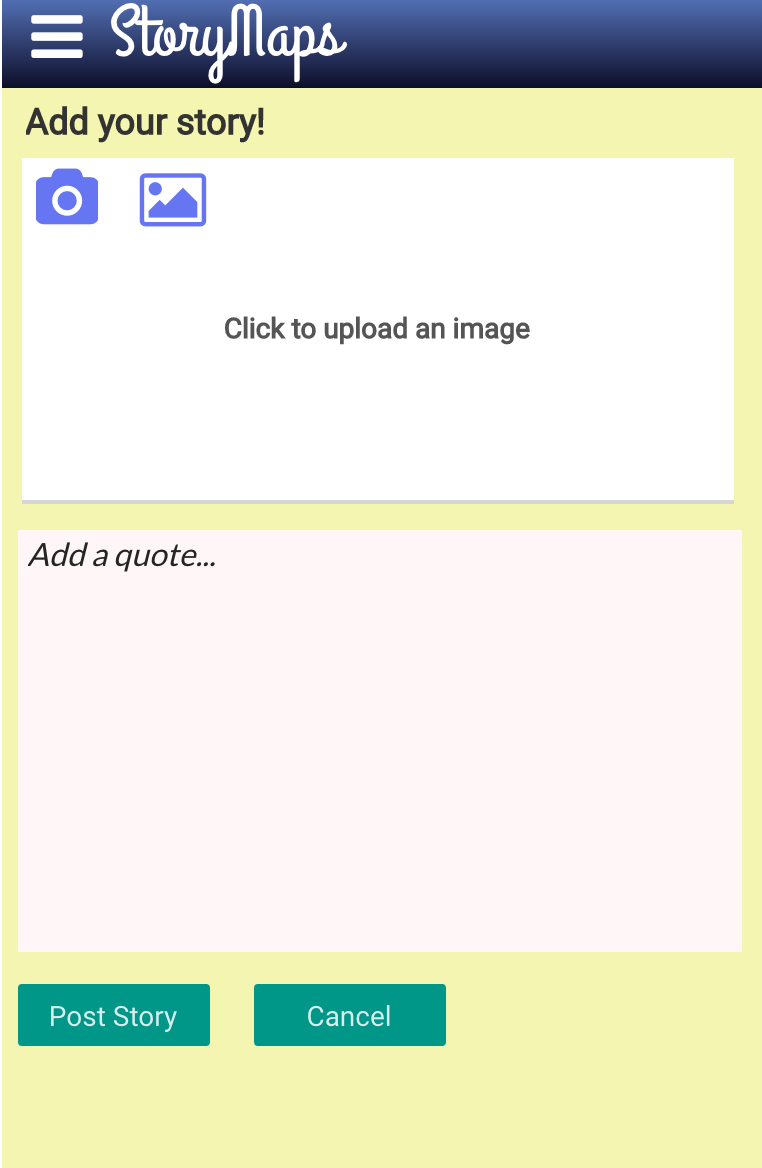 StoryMaps
Add your story!
Click to upload an image
Add a quote...
Post Story
Cancel